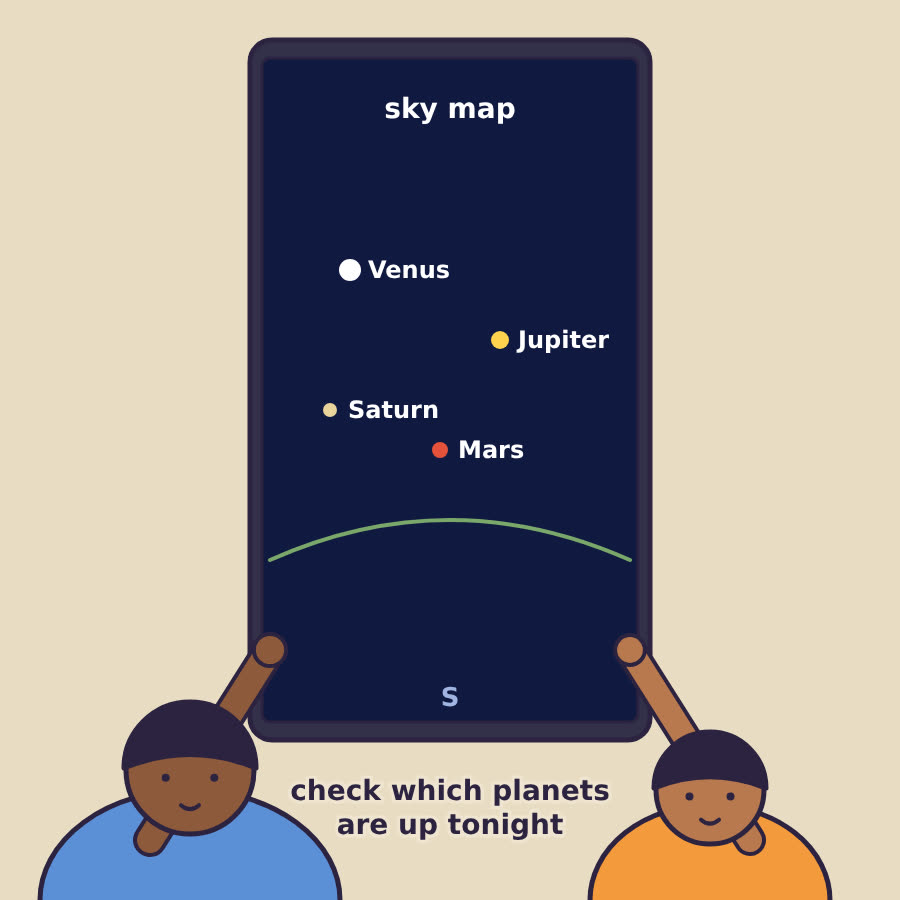 sky map
Venus
Jupiter
Saturn
Mars
S
check which planets
are up tonight